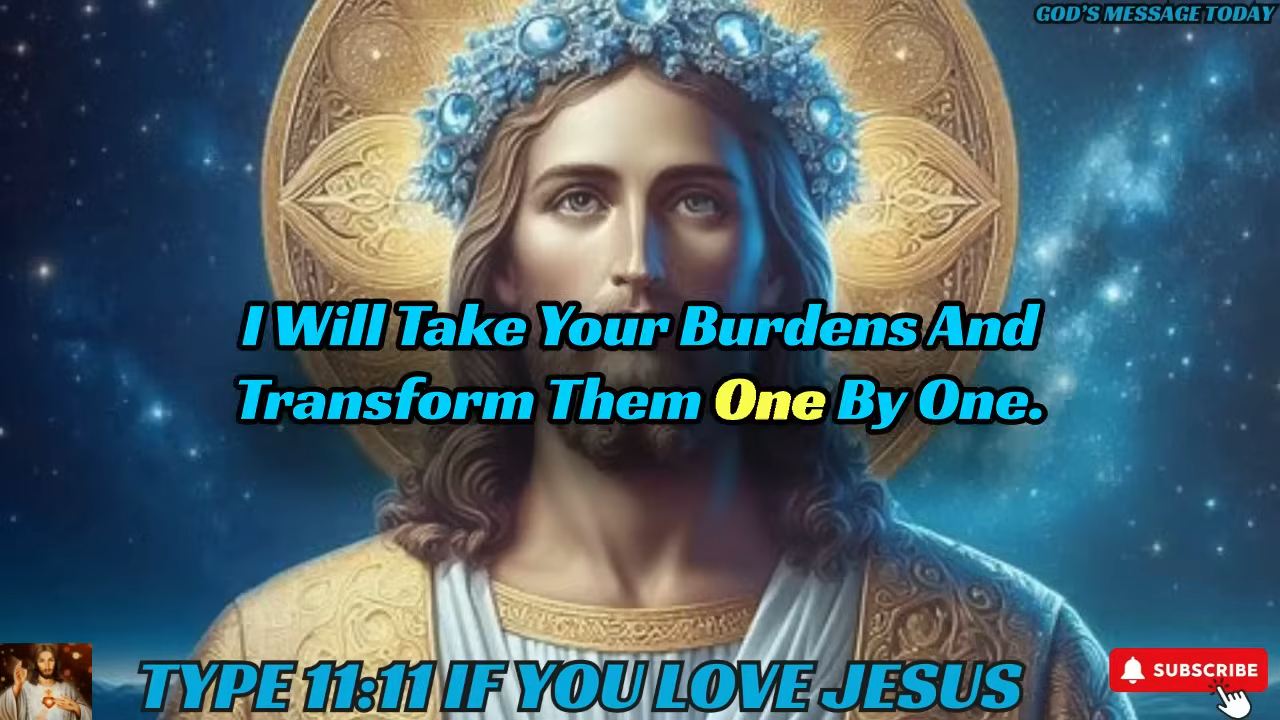 GOD'S MESSAGE TODAY
I Will Take Your Burdens And
Transform Them One By One.
TYPE 11:11 IF YOU LOVE JESUS
SUBSCRIBE